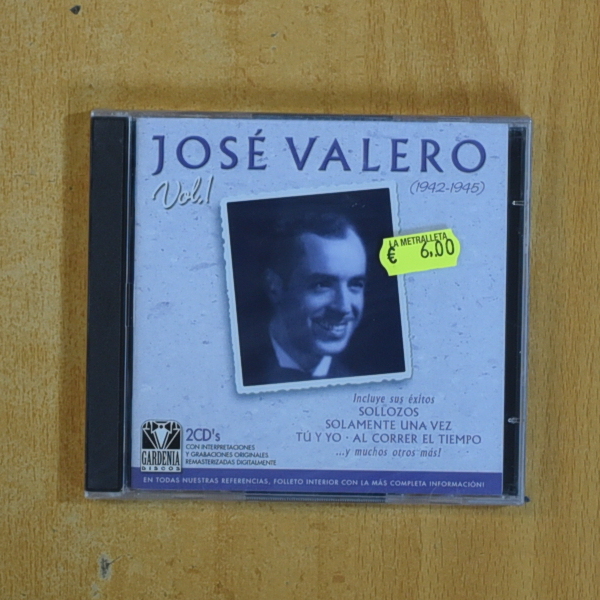 JOSÉ VALERO
Vol.1
(1942-1945)
LA METRALLETA
€ 6,00
Incluye sus éxitos
SOLLOZOS
SOLAMENTE UNA VEZ
TÚ Y YO · AL CORRER EL TIEMPO
...y muchos otros más!
GARDENIA
DISCOS
2CD's
CON INTERPRETACIONES
Y GRABACIONES ORIGINALES
REMASTERIZADAS DIGITALMENTE
EN TODAS NUESTRAS REFERENCIAS, FOLLETO INTERIOR CON LA MÁS COMPLETA INFORMACIÓN!